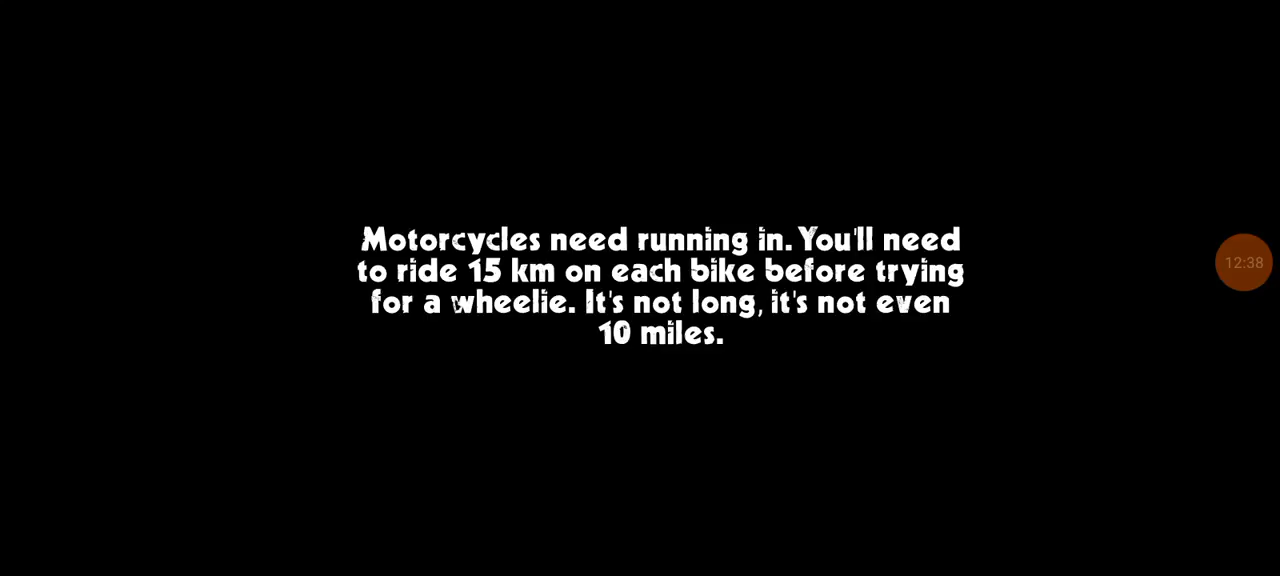 Motorcycles need running in. You'll need
to ride 15 km on each bike before trying
for a wheelie. It's not long, it's not even
10 miles.
12:38